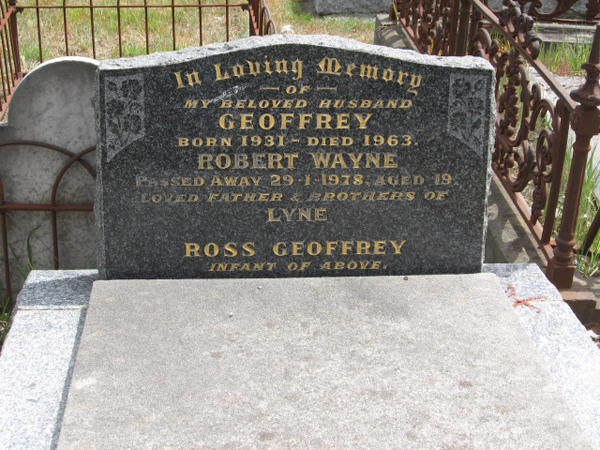 In Loving Memory
— OF —
MY BELOVED HUSBAND
GEOFFREY
BORN 1931 – DIED 1963.
ROBERT WAYNE
PASSED AWAY 29-1-1978, AGED 19
LOVED FATHER & BROTHERS OF
LYNE
ROSS GEOFFREY
INFANT OF ABOVE.